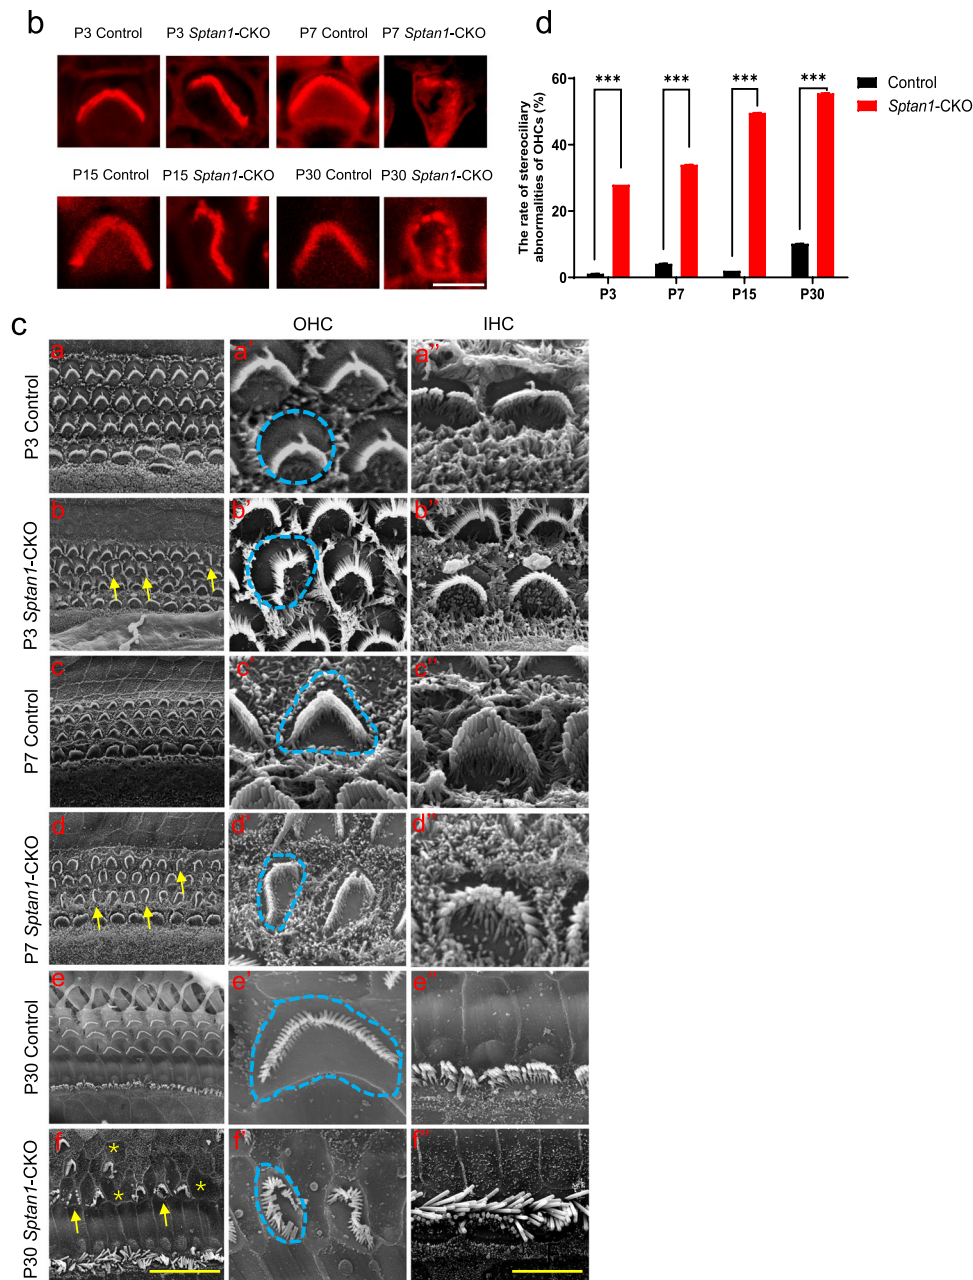 b
P3 Control P3 Sptan1-CKO P7 Control P7 Sptan1-CKO
P15 Control P15 Sptan1-CKO P30 Control P30 Sptan1-CKO
d
The rate of stereociliary
abnormalities of OHCs (%)
60
40
20
0
*** *** *** ***
P3 P7 P15 P30
Control
Sptan1-CKO
c
OHC IHC
P3 Control
a a' a''
P3 Sptan1-CKO
b b' b''
P7 Control
c c' c''
P7 Sptan1-CKO
d d' d''
P30 Control
e e' e''
P30 Sptan1-CKO
f f' f''
* * *